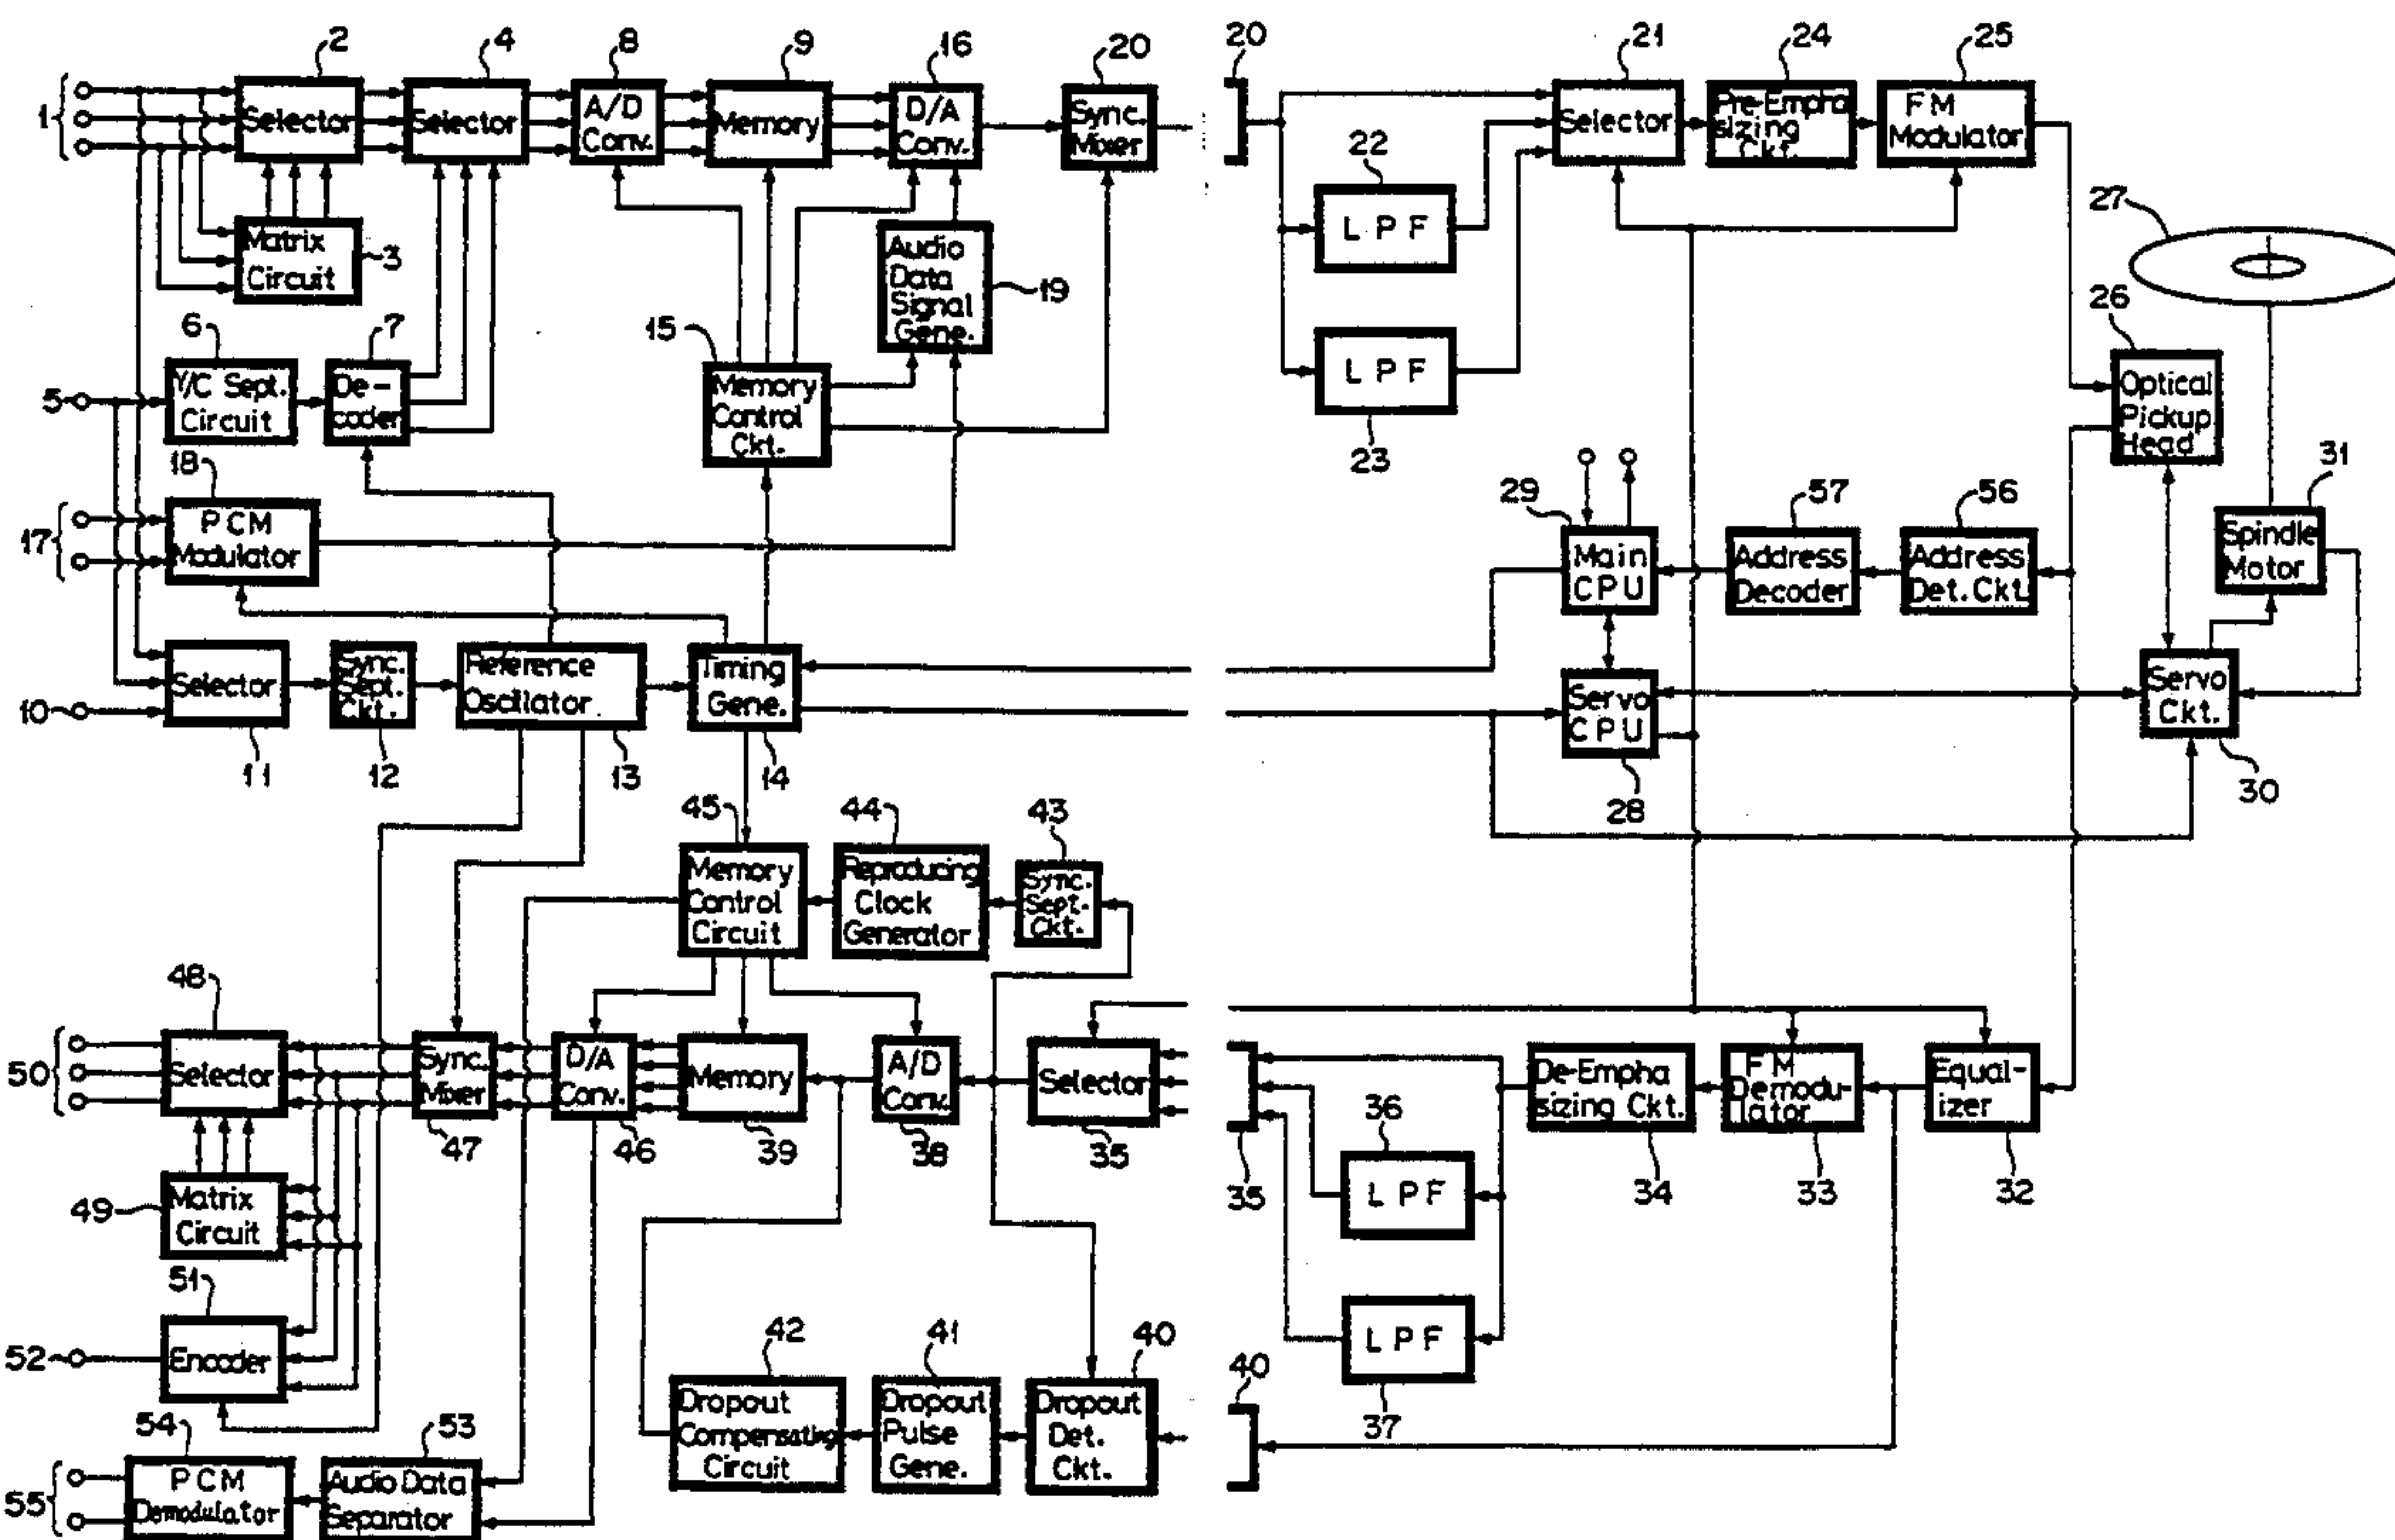 2
4
8
9
16
20
20
21
24
25
1
Selector
Selector
A/D
Conv.
Memory
D/A
Conv.
Sync.
Mixer
Selector
Pre-Empha
sizing
Ckt.
FM
Modulator
22
LPF
27
Matrix
Circuit
3
Audio
Data
Signal
Gene.
19
26
6
7
15
LPF
23
Optical
Pickup
Head
5
Y/C Sept.
Circuit
De-
coder
Memory
Control
Ckt.
31
18
29
57
56
17
PCM
Modulator
Main
CPU
Address
Decoder
Address
Det. Ckt.
Spindle
Motor
10
Selector
Sync.
Sept.
Ckt.
Reference
Oscillator
Timing
Gene.
Servo
CPU
Servo
Ckt.
11
12
13
14
28
30
45
44
43
Memory
Control
Circuit
Reproducing
Clock
Generator
Sync.
Sept.
Ckt.
48
50
Selector
Sync.
Mixer
D/A
Conv.
Memory
A/D
Conv.
Selector
De-Empha
sizing Ckt.
FM
Demodu-
lator
Equal-
izer
47
46
39
38
35
35
36
34
33
32
49
Matrix
Circuit
LPF
51
52
Encoder
42
41
40
40
LPF
37
54
53
Dropout
Compensating
Circuit
Dropout
Pulse
Gene.
Dropout
Det.
Ckt.
55
PCM
Demodulator
Audio Data
Separator